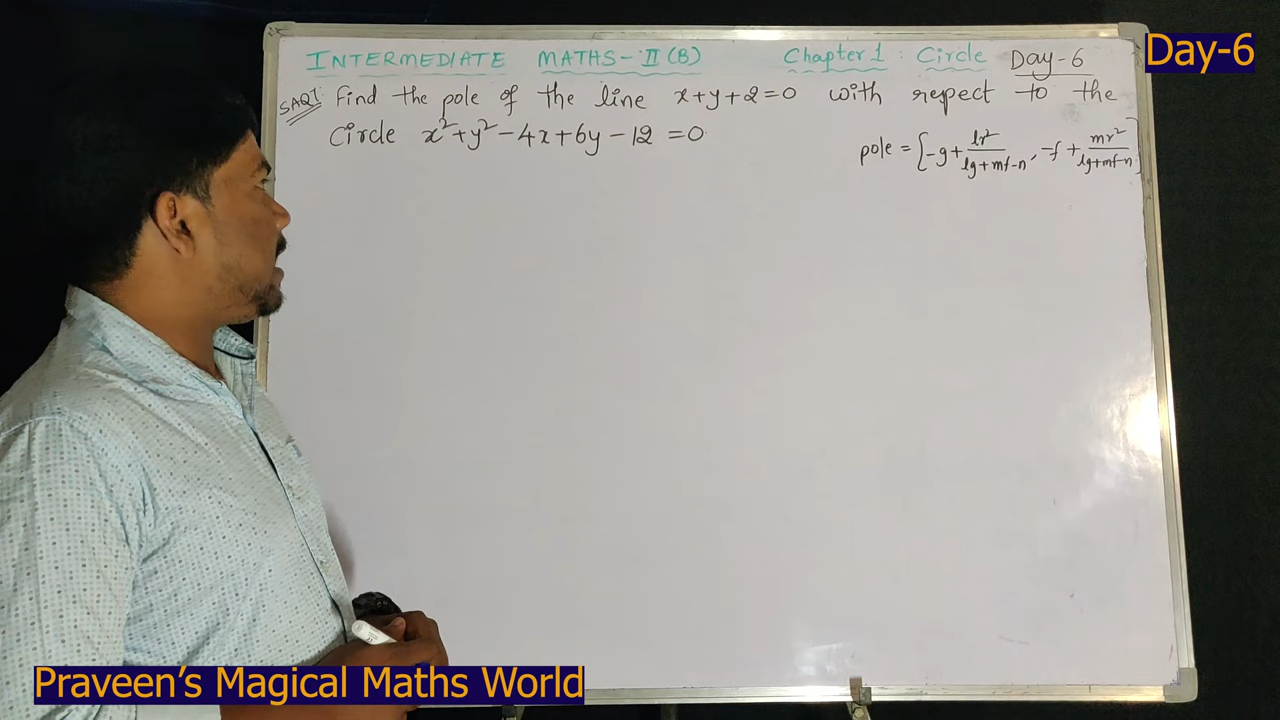 INTERMEDIATE MATHS-II(B) Chapter 1 : Circle Day-6
Day-6
SAQ7. Find the pole of the line x+y+2=0 with repect to the
Circle x²+y²-4x+6y-12=0
pole = [-g + lr²/lg+mf-n, -f + mr²/lg+mf-n]
Praveen's Magical Maths World